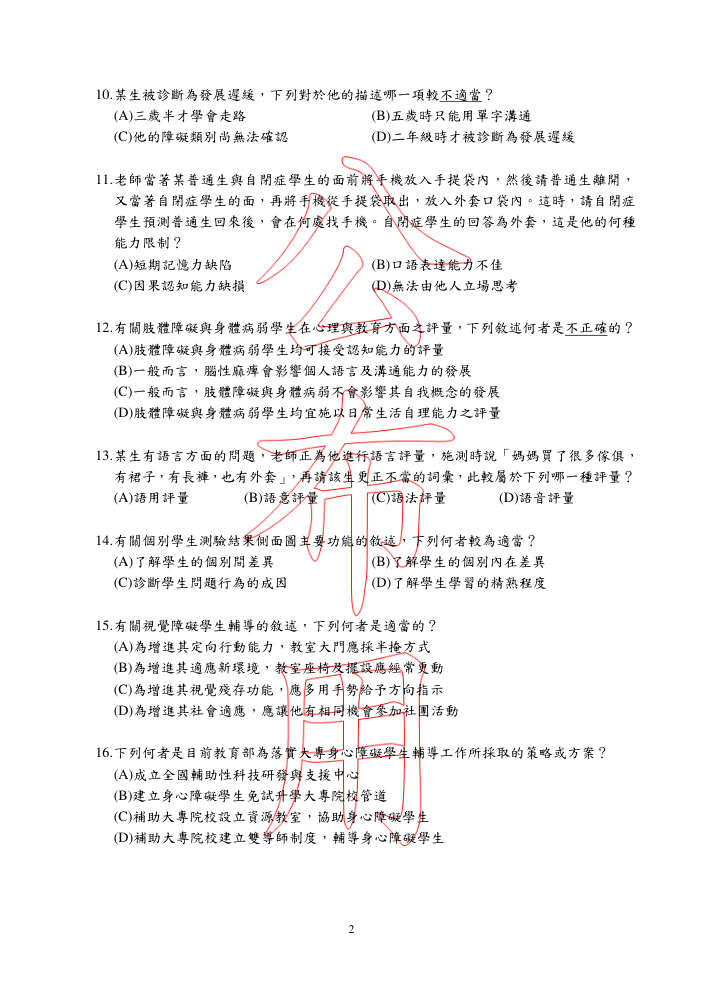 10.某生被診斷為發展遲緩，下列對於他的描述哪一項較不適當？
(A)三歲半才學會走路 (B)五歲時只能用單字溝通
(C)他的障礙類別尚無法確認 (D)二年級時才被診斷為發展遲緩
11.老師當著某普通生與自閉症學生的面前將手機放入手提袋內，然後請普通生離開，
又當著自閉症學生的面，再將手機從手提袋取出，放入外套口袋內。這時，請自閉症
學生預測普通生回來後，會在何處找手機。自閉症學生的回答為外套，這是他的何種
能力限制？
(A)短期記憶力缺陷 (B)口語表達能力不佳
(C)因果認知能力缺損 (D)無法由他人立場思考
12.有關肢體障礙與身體病弱學生在心理與教育方面之評量，下列敘述何者是不正確的？
(A)肢體障礙與身體病弱學生均可接受認知能力的評量
(B)一般而言，腦性麻痺會影響個人語言及溝通能力的發展
(C)一般而言，肢體障礙與身體病弱不會影響其自我概念的發展
(D)肢體障礙與身體病弱學生均宜施以日常生活自理能力之評量
13.某生有語言方面的問題，老師正為他進行語言評量，施測時說「媽媽買了很多傢俱，
有裙子，有長褲，也有外套」，再請該生更正不當的詞彙，此較屬於下列哪一種評量？
(A)語用評量 (B)語意評量 (C)語法評量 (D)語音評量
14.有關個別學生測驗結果側面圖主要功能的敘述，下列何者較為適當？
(A)了解學生的個別間差異 (B)了解學生的個別內在差異
(C)診斷學生問題行為的成因 (D)了解學生學習的精熟程度
15.有關視覺障礙學生輔導的敘述，下列何者是適當的？
(A)為增進其定向行動能力，教室大門應採半掩方式
(B)為增進其適應新環境，教室座椅及擺設應經常更動
(C)為增進其視覺殘存功能，應多用手勢給予方向指示
(D)為增進其社會適應，應讓他有相同機會參加社團活動
16.下列何者是目前教育部為落實大專身心障礙學生輔導工作所採取的策略或方案？
(A)成立全國輔助性科技研發與支援中心
(B)建立身心障礙學生免試升學大專院校管道
(C)補助大專院校設立資源教室，協助身心障礙學生
(D)補助大專院校建立雙導師制度，輔導身心障礙學生
2
公布用